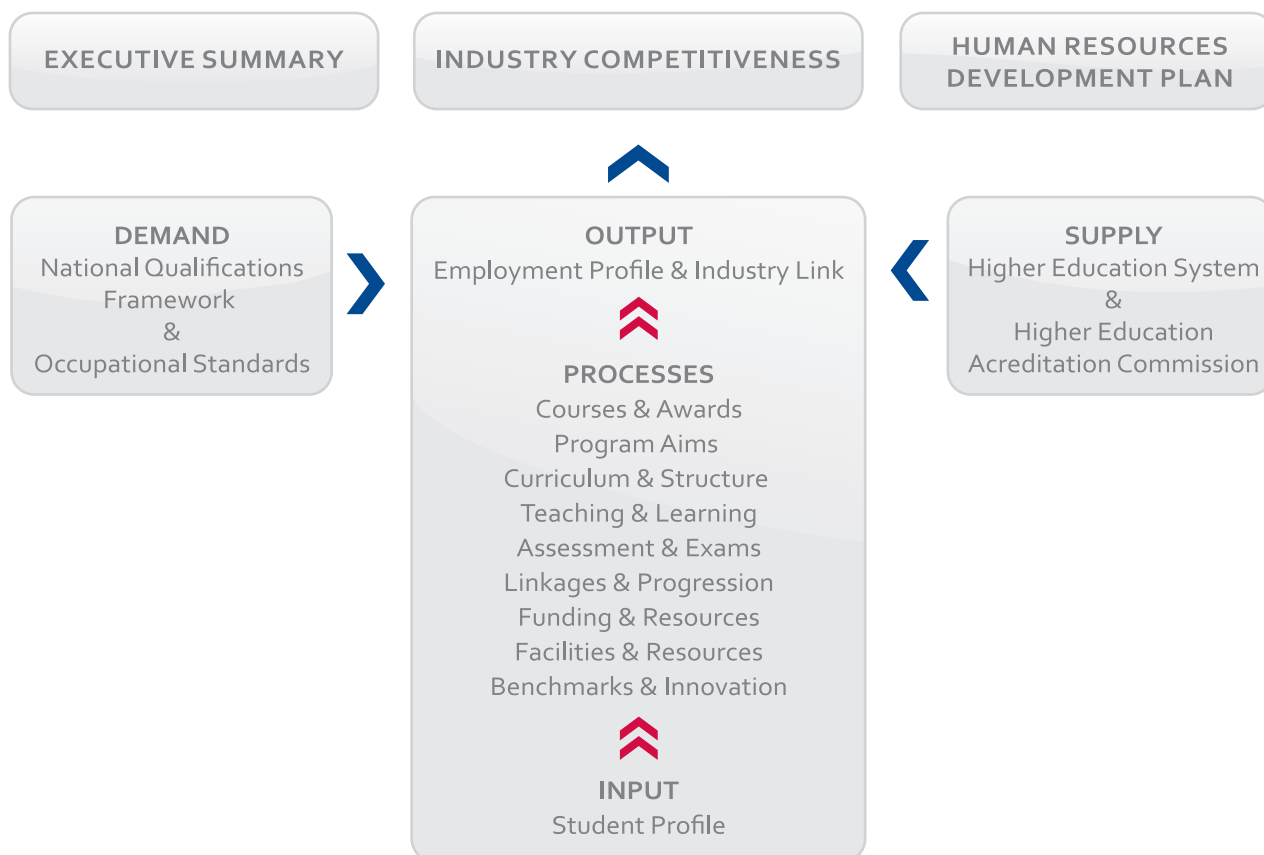 EXECUTIVE SUMMARY
INDUSTRY COMPETITIVENESS
HUMAN RESOURCES
DEVELOPMENT PLAN
DEMAND
National Qualifications
Framework
&
Occupational Standards
OUTPUT
Employment Profile & Industry Link
PROCESSES
Courses & Awards
Program Aims
Curriculum & Structure
Teaching & Learning
Assessment & Exams
Linkages & Progression
Funding & Resources
Facilities & Resources
Benchmarks & Innovation
INPUT
Student Profile
SUPPLY
Higher Education System
&
Higher Education
Acreditation Commission